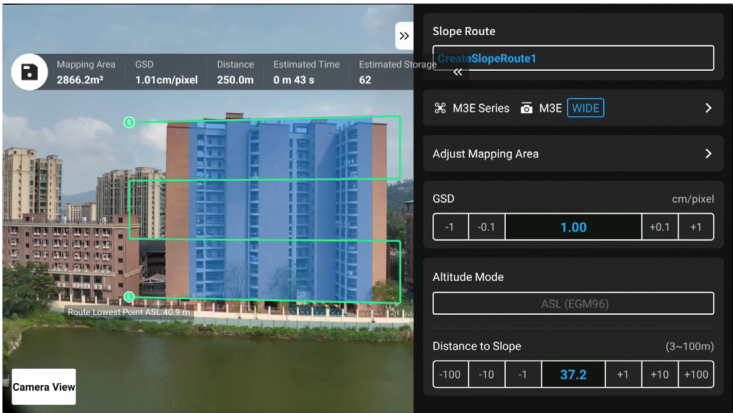 Slope Route
»
Mapping Area GSD Distance Estimated Time Estimated Storage
2866.2m² 1.01cm/pixel 250.0m 0 m 43 s 62
CreateSlopeRoute1
«
M3E Series M3E WIDE >
S
Adjust Mapping Area >
GSD cm/pixel
-1 -0.1 1.00 +0.1 +1
Altitude Mode
ASL (EGM96)
L
Route Lowest Point ASL:40.9 m
Distance to Slope (3~100m)
-100 -10 -1 37.2 +1 +10 +100
Camera View